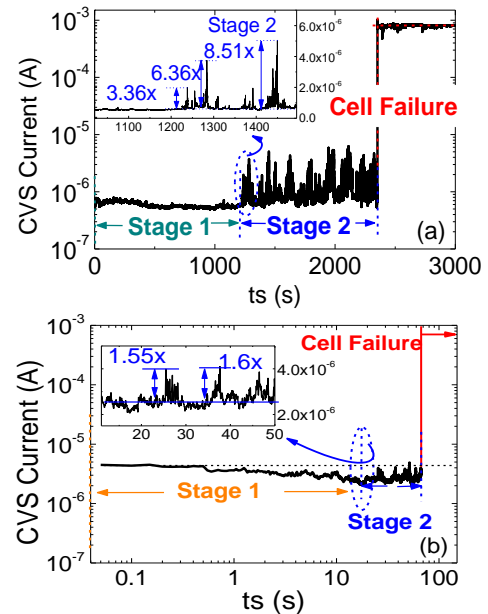 Stage 2
8.51x
6.36x
3.36x
6.0x10⁻⁶
4.0x10⁻⁶
2.0x10⁻⁶
0.0
1100 1200 1300 1400
10⁻³
10⁻⁴
10⁻⁵
10⁻⁶
10⁻⁷
CVS Current (A)
Cell Failure
Stage 1
Stage 2
(a)
0 1000 2000 3000
ts (s)
10⁻³
10⁻⁴
10⁻⁵
10⁻⁶
10⁻⁷
CVS Current (A)
Cell Failure
1.55x
1.6x
4.0x10⁻⁶
2.0x10⁻⁶
20 30 40 50
Stage 1
Stage 2
(b)
0.1 1 10 100
ts (s)